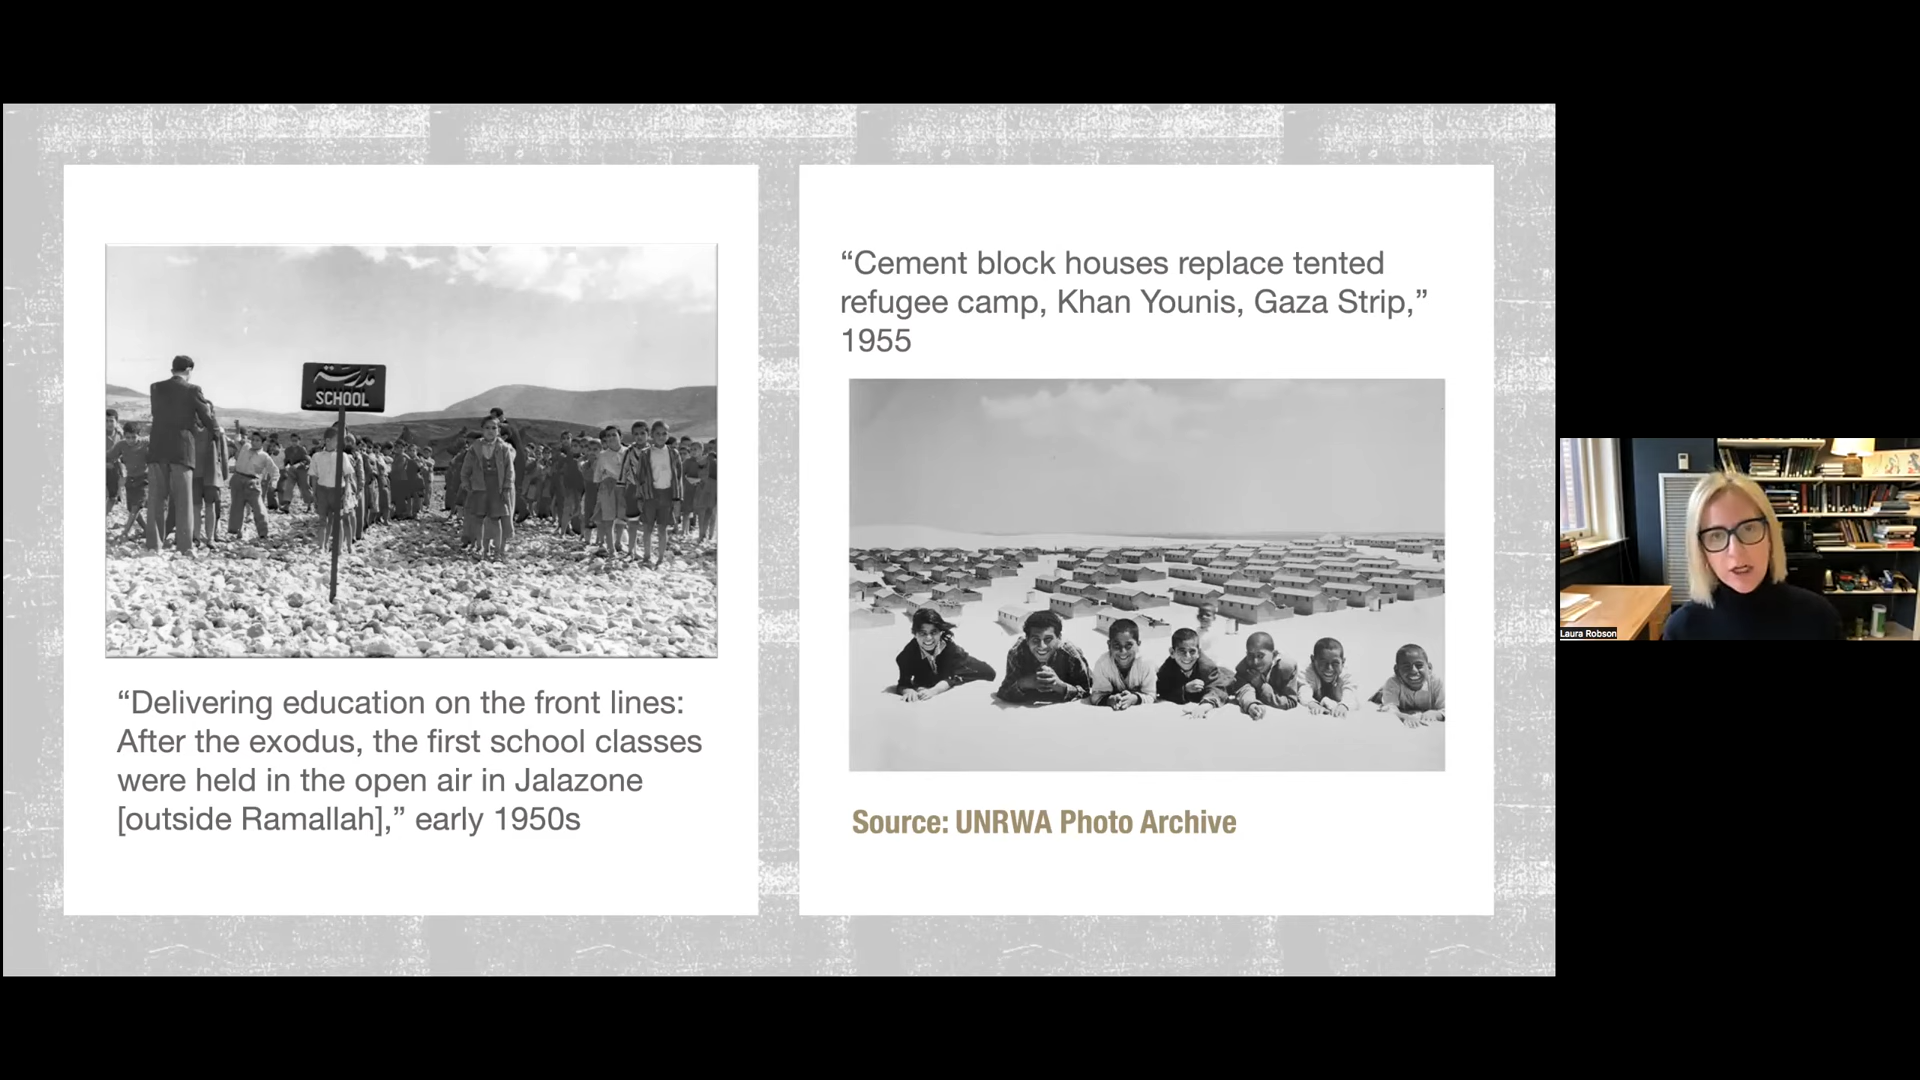 مدرسة
SCHOOL
“Delivering education on the front lines:
After the exodus, the first school classes
were held in the open air in Jalazone
[outside Ramallah],” early 1950s
“Cement block houses replace tented
refugee camp, Khan Younis, Gaza Strip,”
1955
Source: UNRWA Photo Archive
Laura Robson